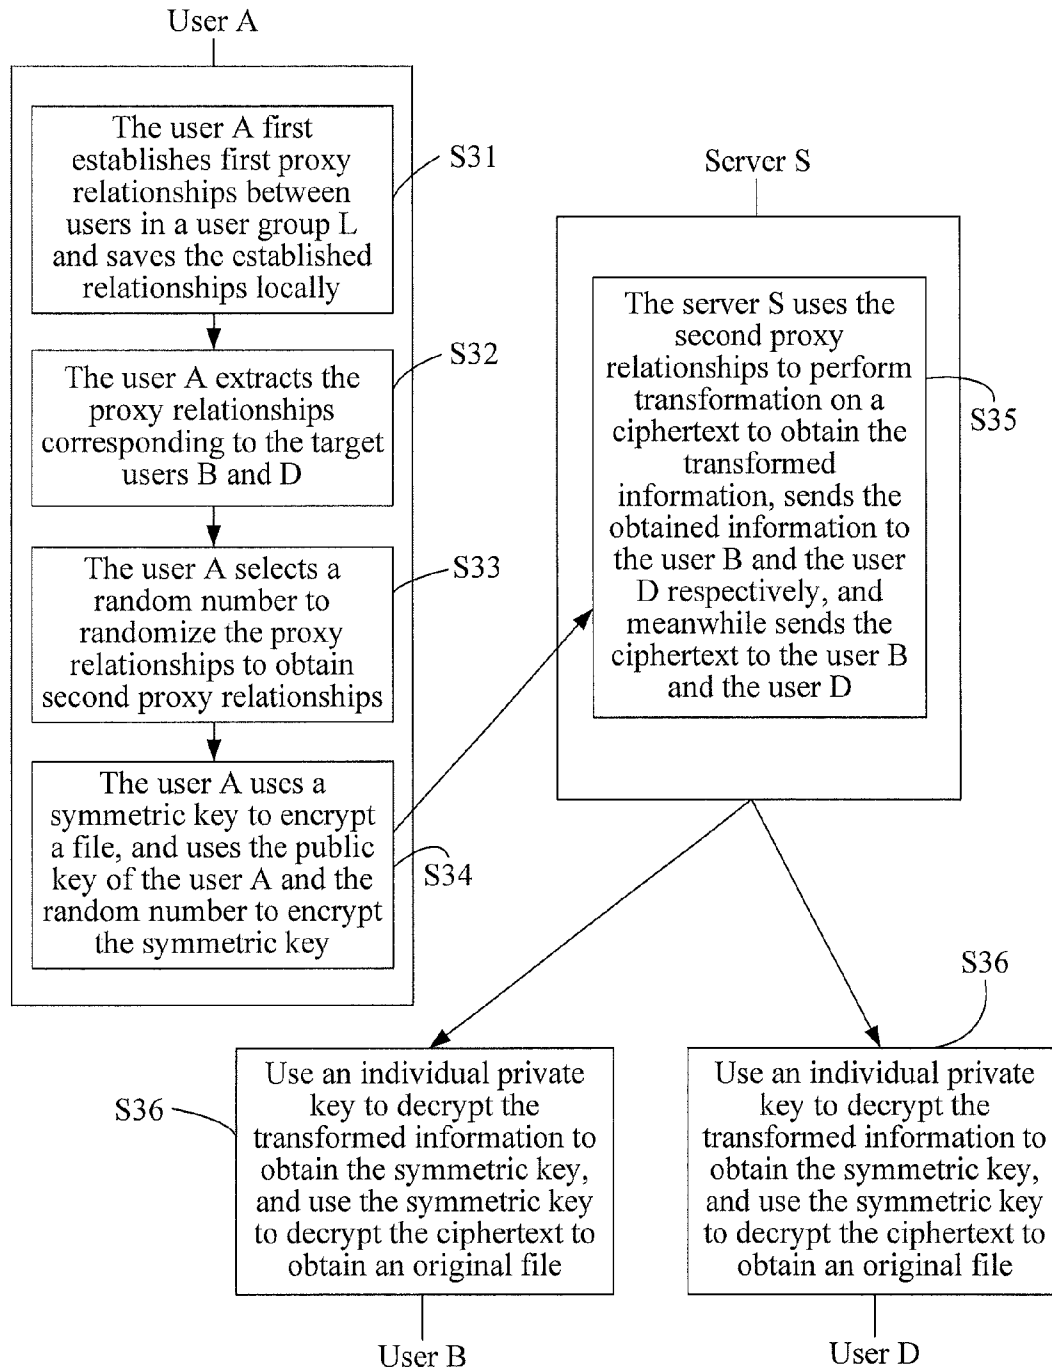 User A
The user A first
establishes first proxy
relationships between
users in a user group L
and saves the established
relationships locally
S31
The user A extracts the
proxy relationships
corresponding to the target
users B and D
S32
The user A selects a
random number to
randomize the proxy
relationships to obtain
second proxy relationships
S33
The user A uses a
symmetric key to encrypt
a file, and uses the public
key of the user A and the
random number to encrypt
the symmetric key
S34
Server S
The server S uses the
second proxy
relationships to perform
transformation on a
ciphertext to obtain the
transformed
information, sends the
obtained information to
the user B and the user
D respectively, and
meanwhile sends the
ciphertext to the user B
and the user D
S35
S36
Use an individual private
key to decrypt the
transformed information to
obtain the symmetric key,
and use the symmetric key
to decrypt the ciphertext to
obtain an original file
User B
S36
Use an individual private
key to decrypt the
transformed information to
obtain the symmetric key,
and use the symmetric key
to decrypt the ciphertext to
obtain an original file
User D